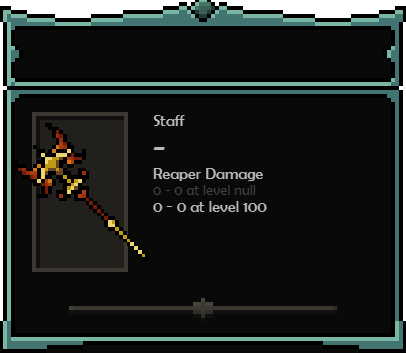 Staff
–
Reaper Damage
0 - 0 at level null
0 - 0 at level 100